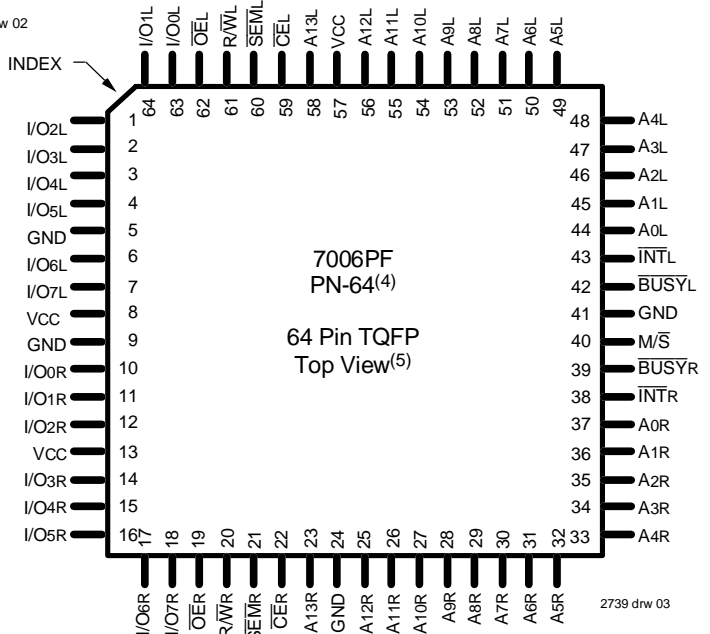 w 02
INDEX
I/O1L
I/O0L
OEL
R/WL
SEML
CEL
A13L
VCC
A12L
A11L
A10L
A9L
A8L
A7L
A6L
A5L
64 63 62 61 60 59 58 57 56 55 54 53 52 51 50 49
I/O2L 1
I/O3L 2
I/O4L 3
I/O5L 4
GND 5
I/O6L 6
I/O7L 7
VCC 8
GND 9
I/O0R 10
I/O1R 11
I/O2R 12
VCC 13
I/O3R 14
I/O4R 15
I/O5R 16
7006PF
PN-64(4)
64 Pin TQFP
Top View(5)
48 A4L
47 A3L
46 A2L
45 A1L
44 A0L
43 INTL
42 BUSYL
41 GND
40 M/S
39 BUSYR
38 INTR
37 A0R
36 A1R
35 A2R
34 A3R
33 A4R
17 18 19 20 21 22 23 24 25 26 27 28 29 30 31 32
I/O6R
I/O7R
OER
R/WR
SEMR
CER
A13R
GND
A12R
A11R
A10R
A9R
A8R
A7R
A6R
A5R
2739 drw 03